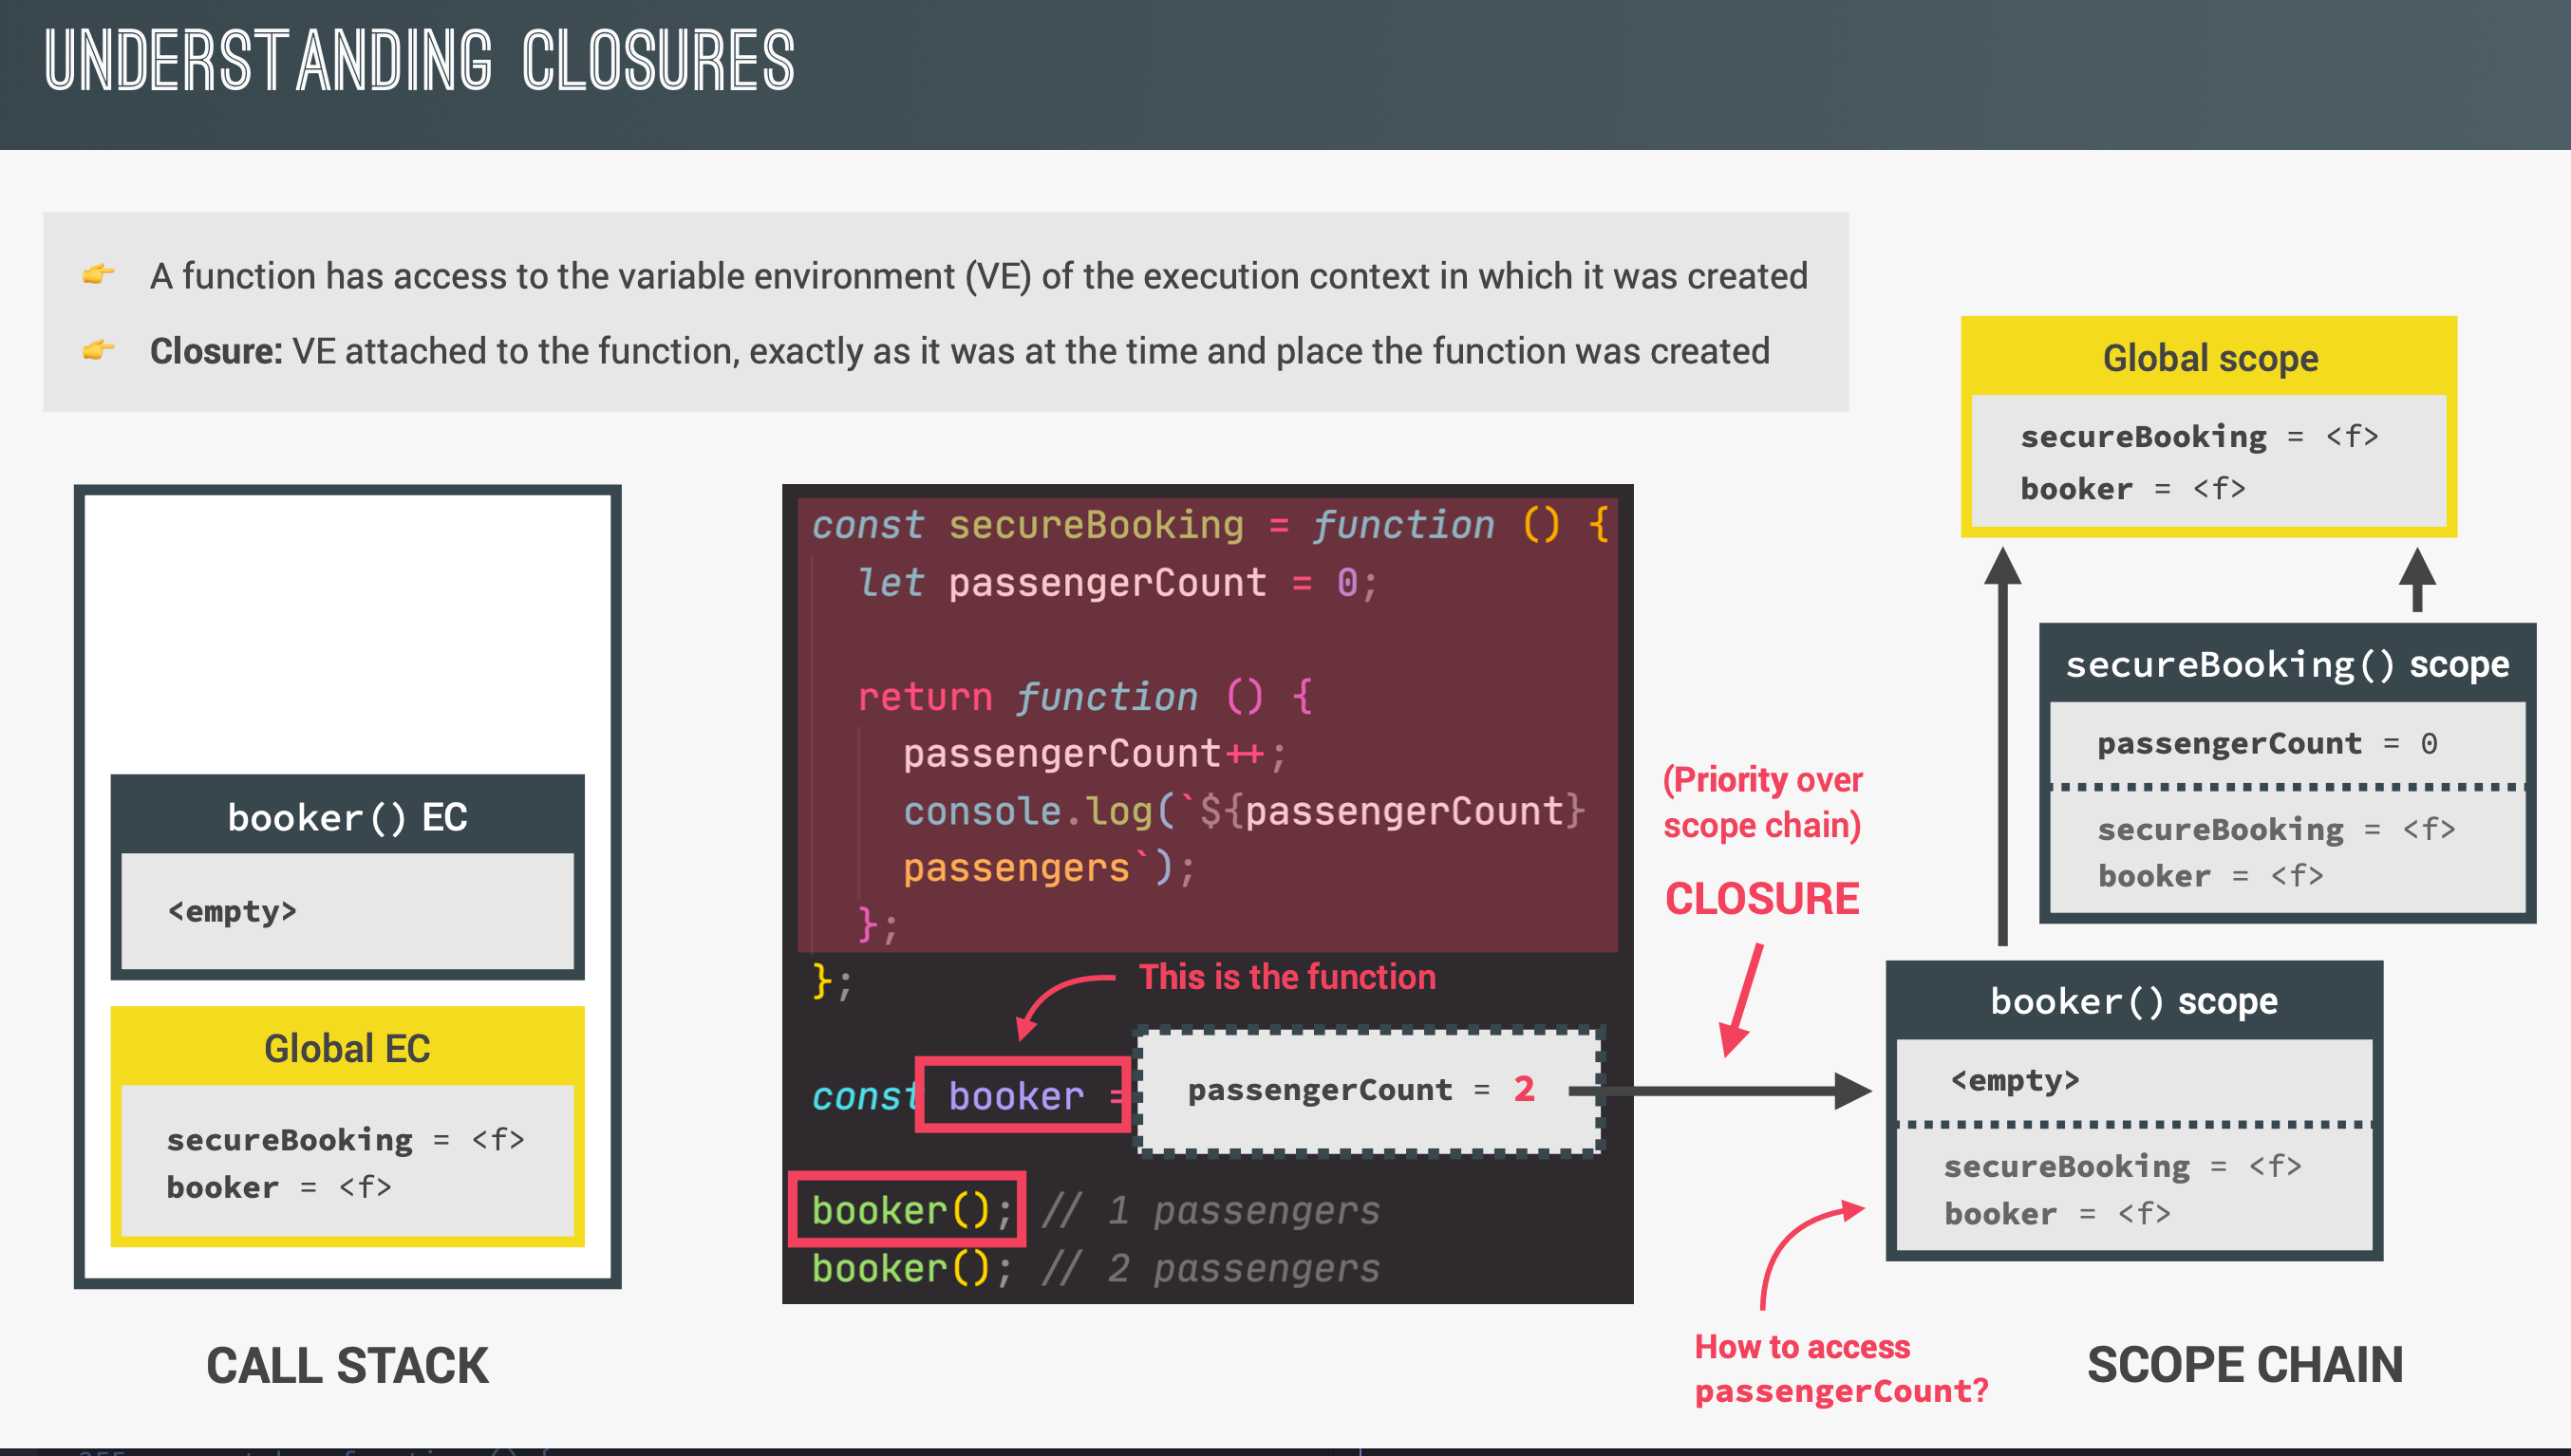 UNDERSTANDING CLOSURES
👉 A function has access to the variable environment (VE) of the execution context in which it was created
👉 Closure: VE attached to the function, exactly as it was at the time and place the function was created
booker() EC
<empty>
Global EC
secureBooking = <f>
booker = <f>
CALL STACK
const secureBooking = function () {
let passengerCount = 0;
return function () {
passengerCount++;
console.log(`${passengerCount}
passengers`);
};
};
This is the function
const booker =
passengerCount = 2
booker(); // 1 passengers
booker(); // 2 passengers
(Priority over
scope chain)
CLOSURE
How to access
passengerCount?
Global scope
secureBooking = <f>
booker = <f>
secureBooking() scope
passengerCount = 0
secureBooking = <f>
booker = <f>
booker() scope
<empty>
secureBooking = <f>
booker = <f>
SCOPE CHAIN